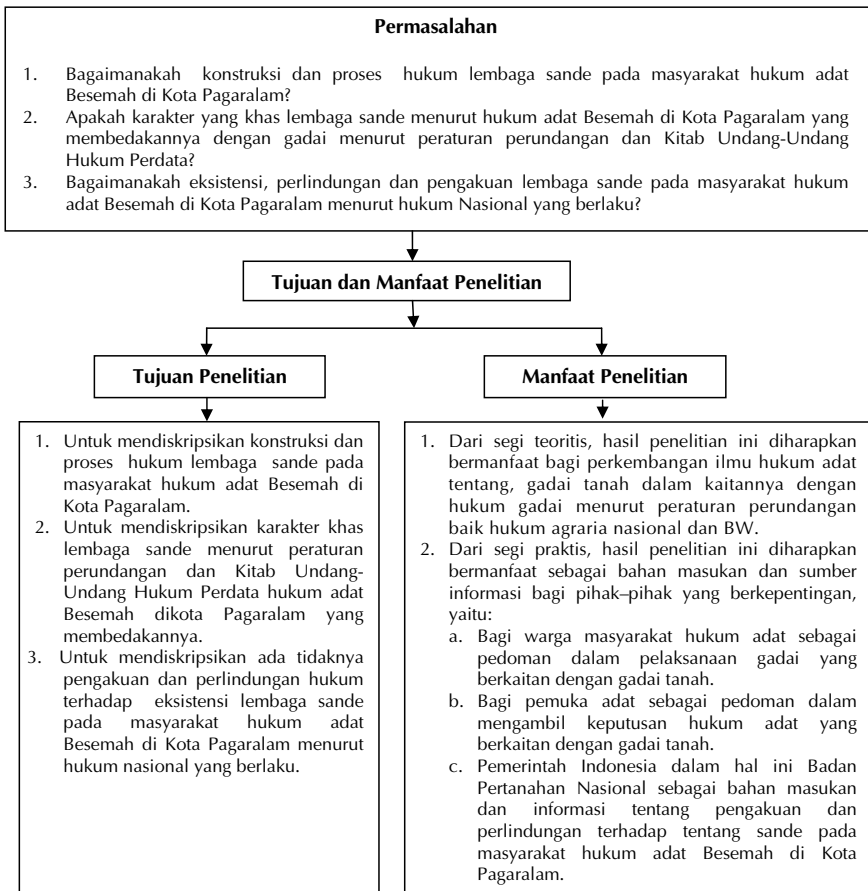 Permasalahan
1. Bagaimanakah konstruksi dan proses hukum lembaga sande pada masyarakat hukum adat
Besemah di Kota Pagaralam?
2. Apakah karakter yang khas lembaga sande menurut hukum adat Besemah di Kota Pagaralam yang
membedakannya dengan gadai menurut peraturan perundangan dan Kitab Undang-Undang
Hukum Perdata?
3. Bagaimanakah eksistensi, perlindungan dan pengakuan lembaga sande pada masyarakat hukum
adat Besemah di Kota Pagaralam menurut hukum Nasional yang berlaku?
Tujuan dan Manfaat Penelitian
Tujuan Penelitian
1. Untuk mendiskripsikan konstruksi dan
proses hukum lembaga sande pada
masyarakat hukum adat Besemah di
Kota Pagaralam.
2. Untuk mendiskripsikan karakter khas
lembaga sande menurut peraturan
perundangan dan Kitab Undang-
Undang Hukum Perdata hukum adat
Besemah dikota Pagaralam yang
membedakannya.
3. Untuk mendiskripsikan ada tidaknya
pengakuan dan perlindungan hukum
terhadap eksistensi lembaga sande
pada masyarakat hukum adat
Besemah di Kota Pagaralam menurut
hukum nasional yang berlaku.
Manfaat Penelitian
1. Dari segi teoritis, hasil penelitian ini diharapkan
bermanfaat bagi perkembangan ilmu hukum adat
tentang, gadai tanah dalam kaitannya dengan
hukum gadai menurut peraturan perundangan
baik hukum agraria nasional dan BW.
2. Dari segi praktis, hasil penelitian ini diharapkan
bermanfaat sebagai bahan masukan dan sumber
informasi bagi pihak–pihak yang berkepentingan,
yaitu:
a. Bagi warga masyarakat hukum adat sebagai
pedoman dalam pelaksanaan gadai yang
berkaitan dengan gadai tanah.
b. Bagi pemuka adat sebagai pedoman dalam
mengambil keputusan hukum adat yang
berkaitan dengan gadai tanah.
c. Pemerintah Indonesia dalam hal ini Badan
Pertanahan Nasional sebagai bahan masukan
dan informasi tentang pengakuan dan
perlindungan terhadap tentang sande pada
masyarakat hukum adat Besemah di Kota
Pagaralam.